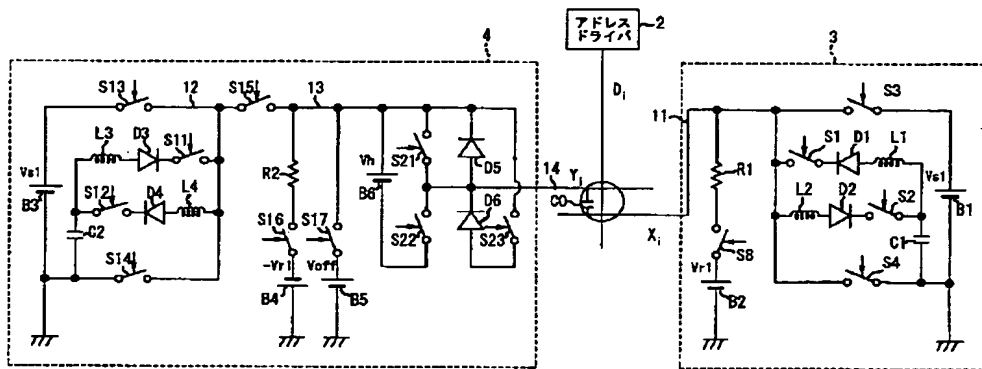 アドレス
ドライバ
2
4
3
Di
S13
12
S15
13
L3
D3
S11
Vs1
B3
S12
D4
L4
C2
S14
R2
S16
S17
-Vr1
Voff
B4
B5
Vh
B6
S21
S22
D5
D6
S23
14
Yi
C0
Xi
11
R1
S8
Vr1
B2
S3
S1
D1
L1
L2
D2
S2
Vs1
B1
C1
S4